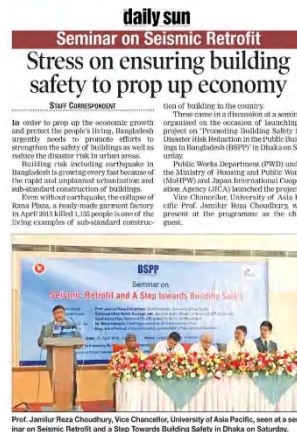 daily sun
Seminar on Seismic Retrofit
Stress on ensuring building
safety to prop up economy
STAFF CORRESPONDENT
In order to prop up the economic growth
and protect the people's living, Bangladesh
urgently needs to promote efforts to
strengthen the safety of buildings as well as
reduce the disaster risk in urban areas.
Building risk including earthquake in
Bangladesh is growing every fast because of
the rapid and unplanned urbanization and
sub-standard construction of buildings.
Even without earthquake, the collapse of
Rana Plaza, a ready-made garment factory
in April 2013 killed 1,135 people is one of the
living examples of sub-standard construc-
tion of building in the country.
These came in a discussion at a semin
organised on the occasion of launching
project on 'Promoting Building Safety f
Disaster Risk Reduction in the Public Buil
ings in Bangladesh (BSPP)' in Dhaka on S
urday.
Public Works Department (PWD) und
the Ministry of Housing and Public Wor
(MoHPW) and Japan International Coop
ation Agency (JICA) launched the projec
Vice Chancellor, University of Asia P
cific Prof. Jamilur Reza Choudhury, w
present at the programme as the ch
guest.
BSPP
Seminar on
Seismic Retrofit and A Step towards Building Safety
Prof. Jamilur Reza Choudhury, Vice Chancellor, University of Asia Pacific, seen at a se
inar on Seismic Retrofit and a Step Towards Building Safety in Dhaka on Saturday.